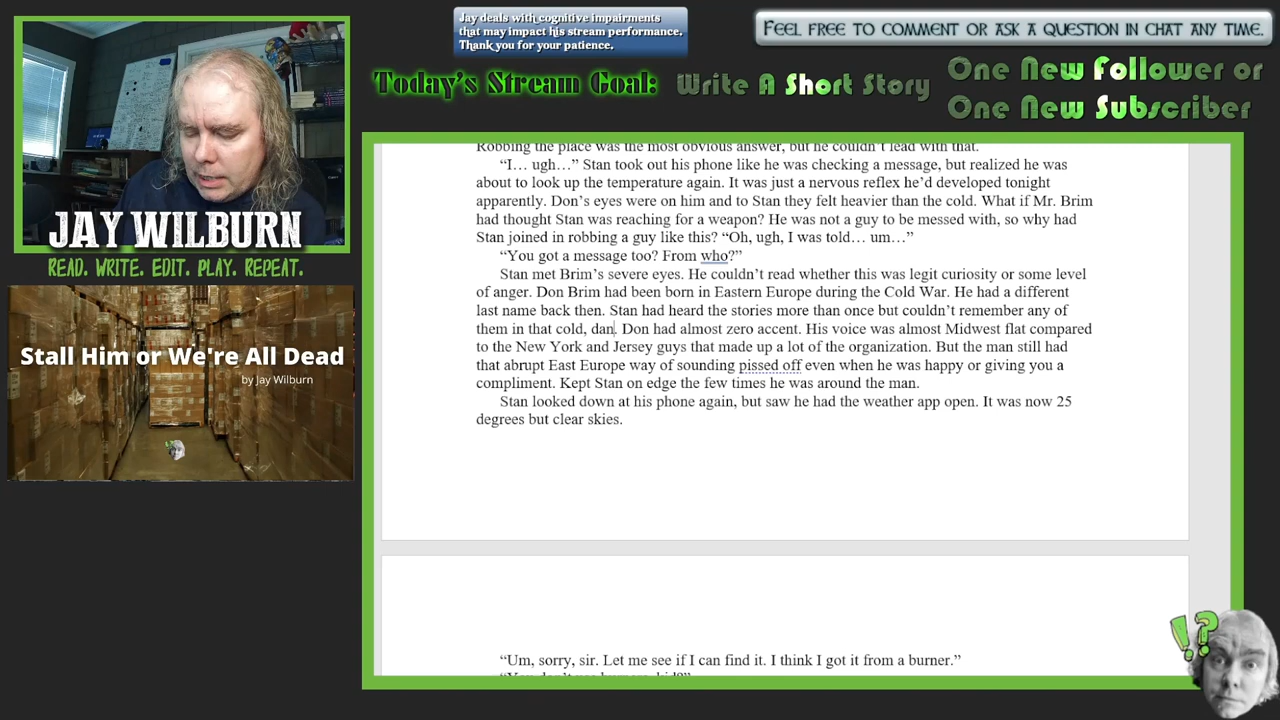 Jay deals with cognitive impairments
that may impact his stream performance.
Thank you for your patience.
Feel free to comment or ask a question in chat any time.
Today's Stream Goal:
Write A Short Story
One New Follower or
One New Subscriber
JAY WILBURN
READ. WRITE. EDIT. PLAY. REPEAT.
Stall Him or We're All Dead
by Jay Wilburn
Robbing the place was the most obvious answer, but he couldn't lead with that.
“I… ugh…” Stan took out his phone like he was checking a message, but realized he was
about to look up the temperature again. It was just a nervous reflex he'd developed tonight
apparently. Don's eyes were on him and to Stan they felt heavier than the cold. What if Mr. Brim
had thought Stan was reaching for a weapon? He was not a guy to be messed with, so why had
Stan joined in robbing a guy like this? “Oh, ugh, I was told… um…”
“You got a message too? From who?”
Stan met Brim's severe eyes. He couldn't read whether this was legit curiosity or some level
of anger. Don Brim had been born in Eastern Europe during the Cold War. He had a different
last name back then. Stan had heard the stories more than once but couldn't remember any of
them in that cold, dan. Don had almost zero accent. His voice was almost Midwest flat compared
to the New York and Jersey guys that made up a lot of the organization. But the man still had
that abrupt East Europe way of sounding pissed off even when he was happy or giving you a
compliment. Kept Stan on edge the few times he was around the man.
Stan looked down at his phone again, but saw he had the weather app open. It was now 25
degrees but clear skies.
“Um, sorry, sir. Let me see if I can find it. I think I got it from a burner.”
!?